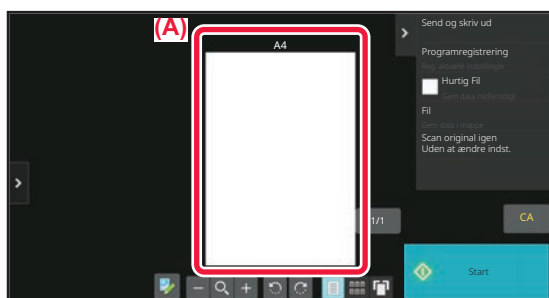 (A)
A4
Send og skriv ud
Programregistrering
Reg. aktuelle indstillinger
Hurtig Fil
Gem data midlertidigt
Fil
Gem data i mappe
Scan original igen
Uden at ændre indst.
1/1
CA
Start